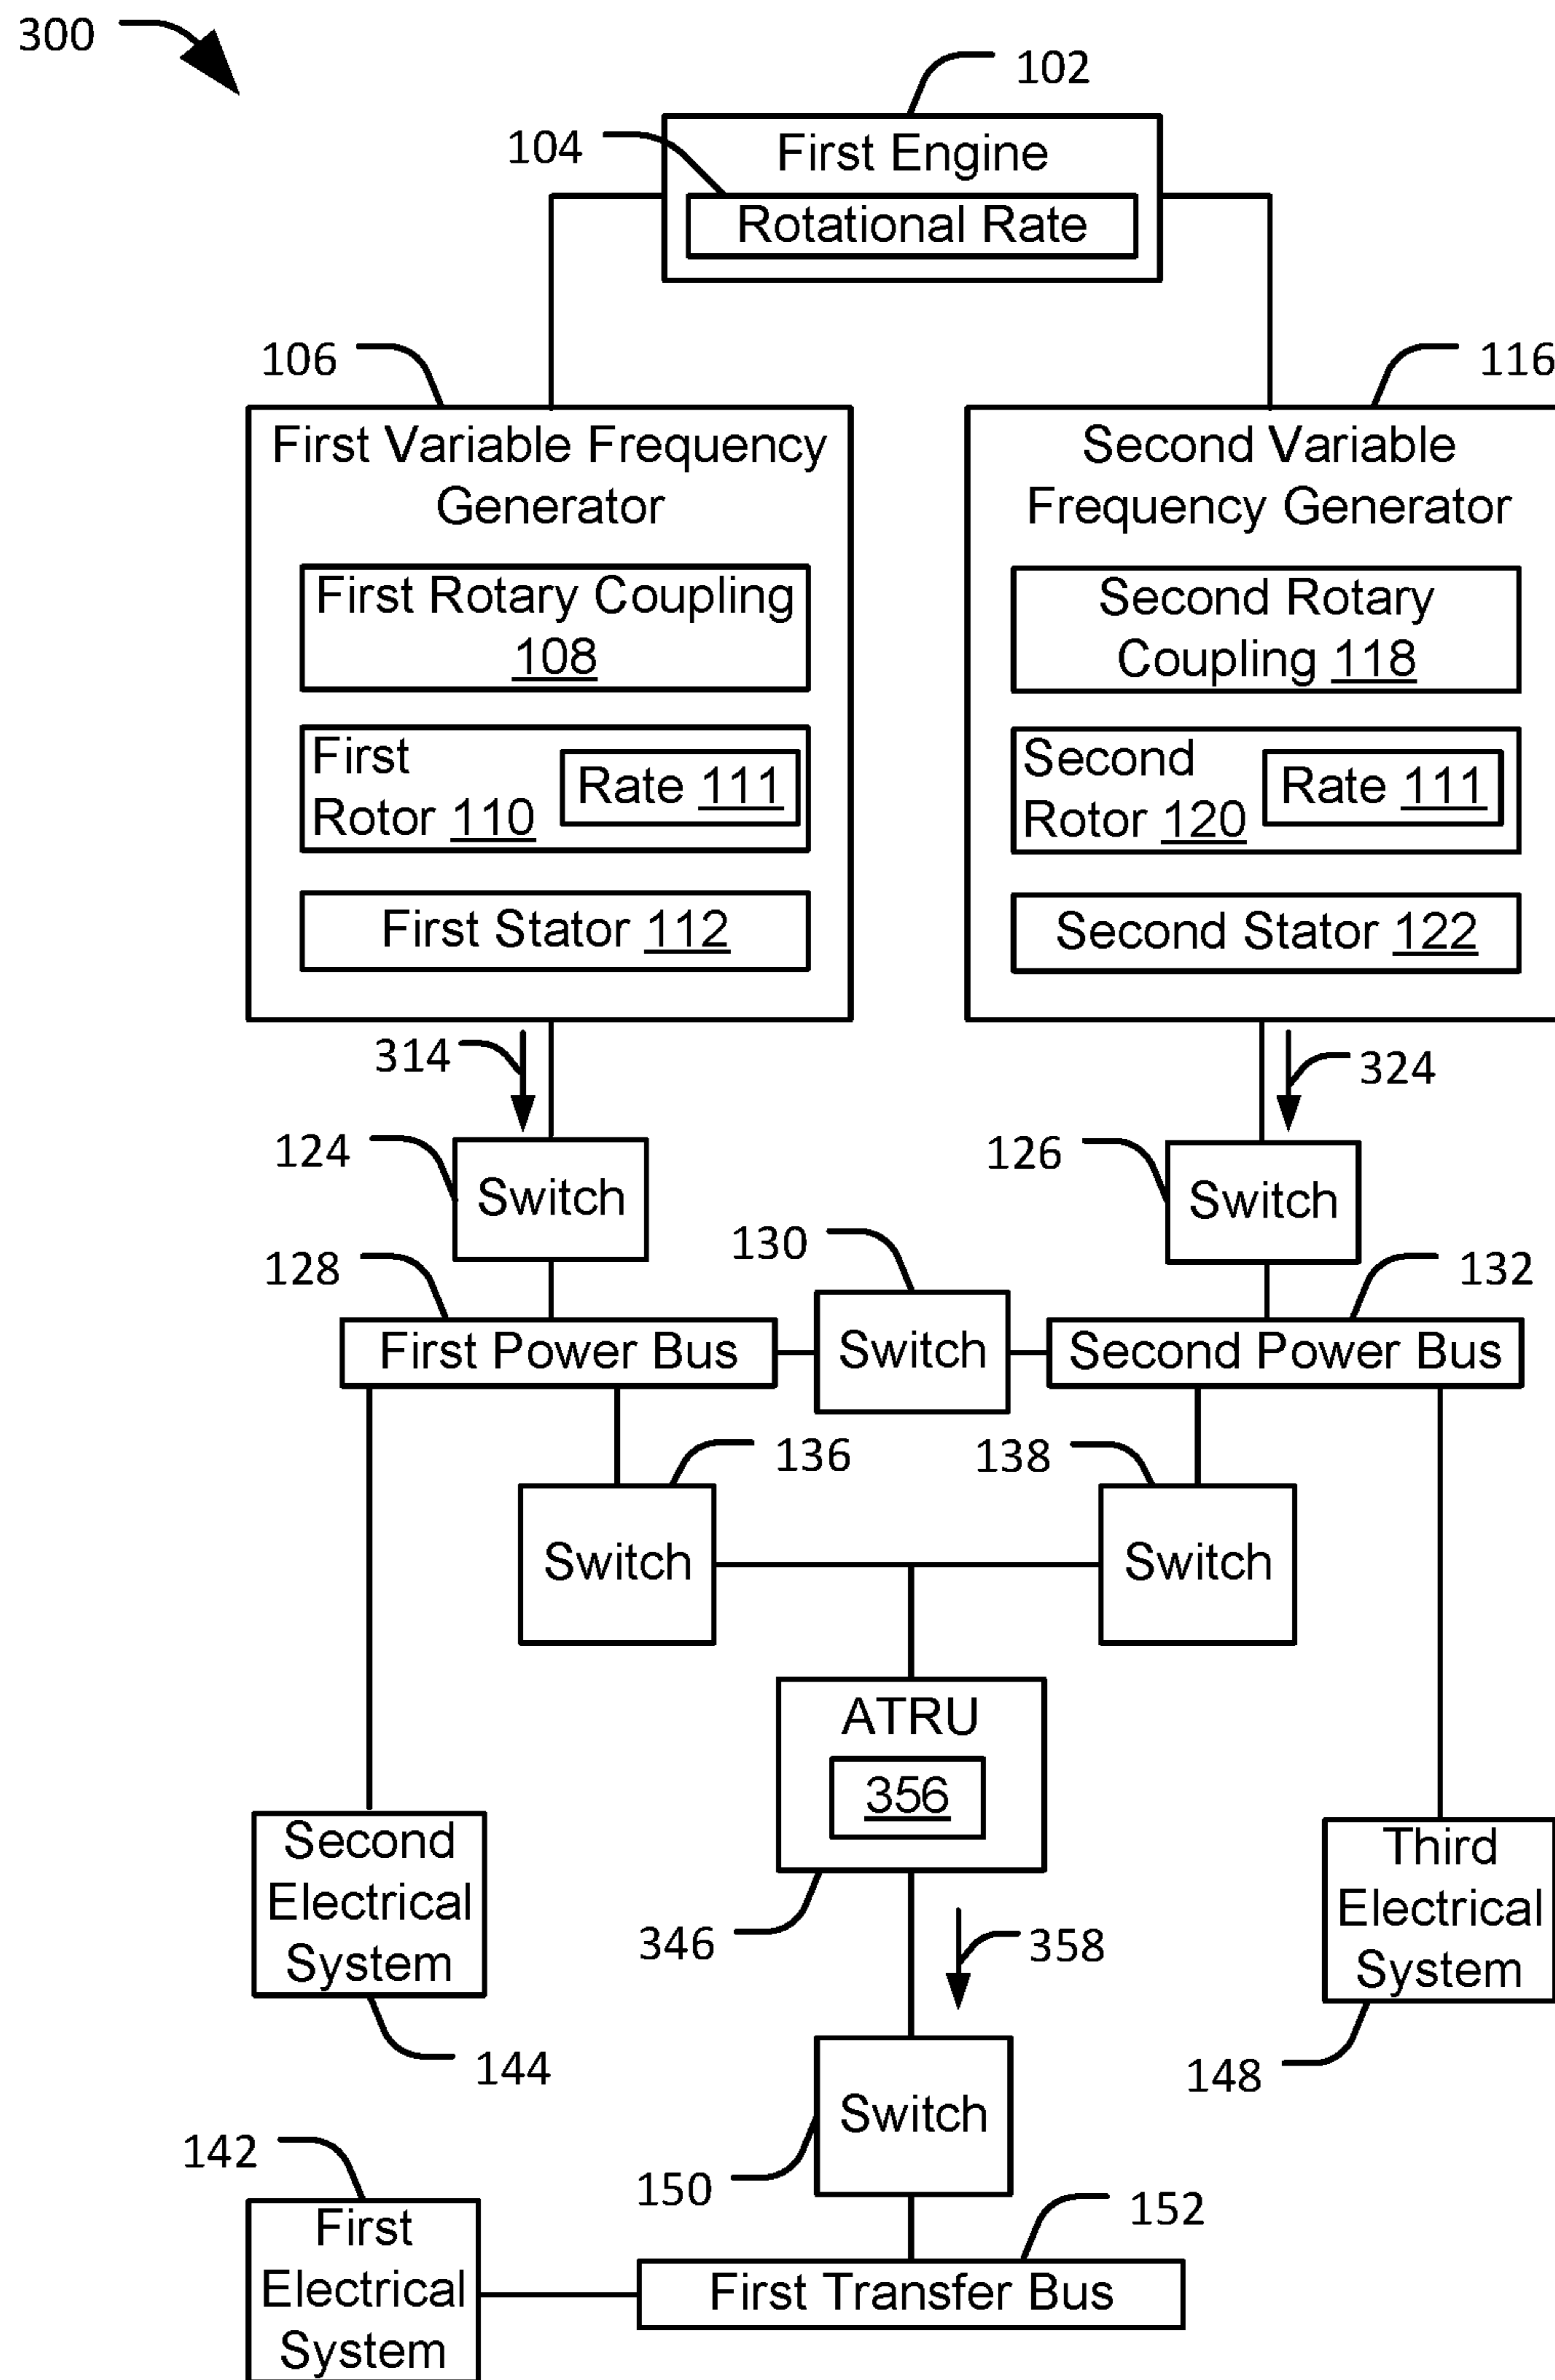 300
102
104
First Engine
Rotational Rate
106
116
First Variable Frequency
Generator
First Rotary Coupling
108
First
Rotor 110
Rate 111
First Stator 112
Second Variable
Frequency Generator
Second Rotary
Coupling 118
Second
Rotor 120
Rate 111
Second Stator 122
314
324
124
Switch
126
Switch
130
128
132
First Power Bus
Switch
Second Power Bus
136
138
Switch
Switch
ATRU
356
Second
Electrical
System
Third
Electrical
System
346
358
144
148
Switch
142
150
152
First
Electrical
System
First Transfer Bus